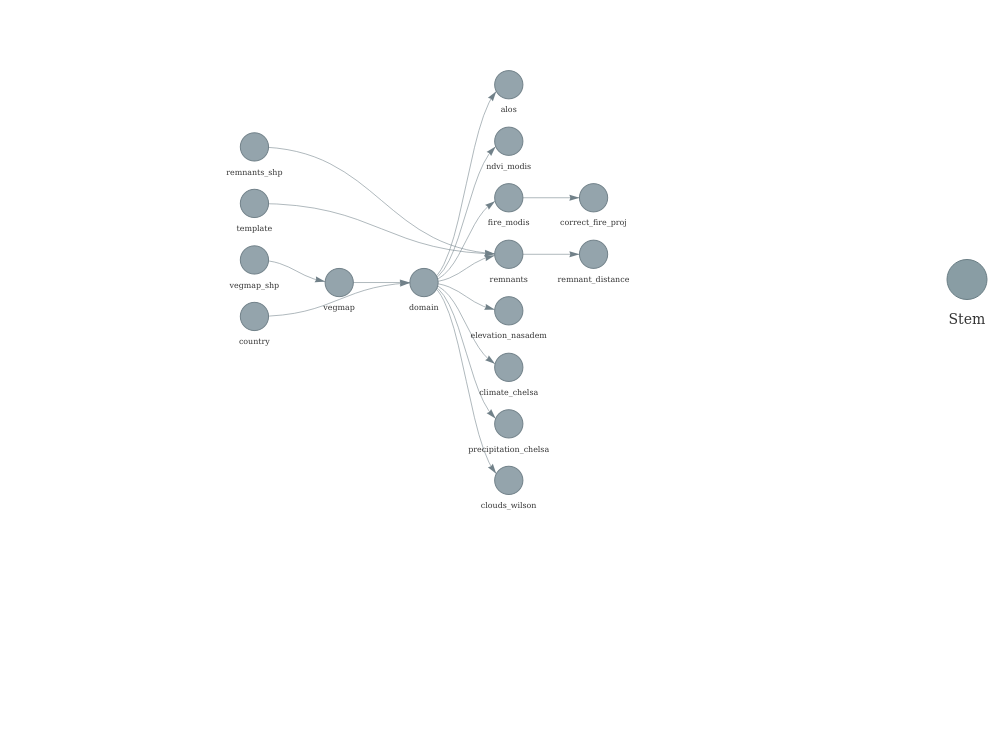 alos
remnants_shp
ndvi_modis
template
fire_modis
correct_fire_proj
vegmap_shp
remnants
remnant_distance
vegmap
domain
Stem
country
elevation_nasadem
climate_chelsa
precipitation_chelsa
clouds_wilson